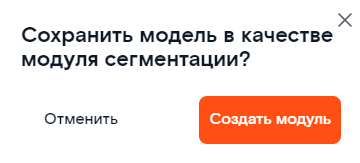 Сохранить модель в качестве
модуля сегментации?
Отменить
Создать модуль